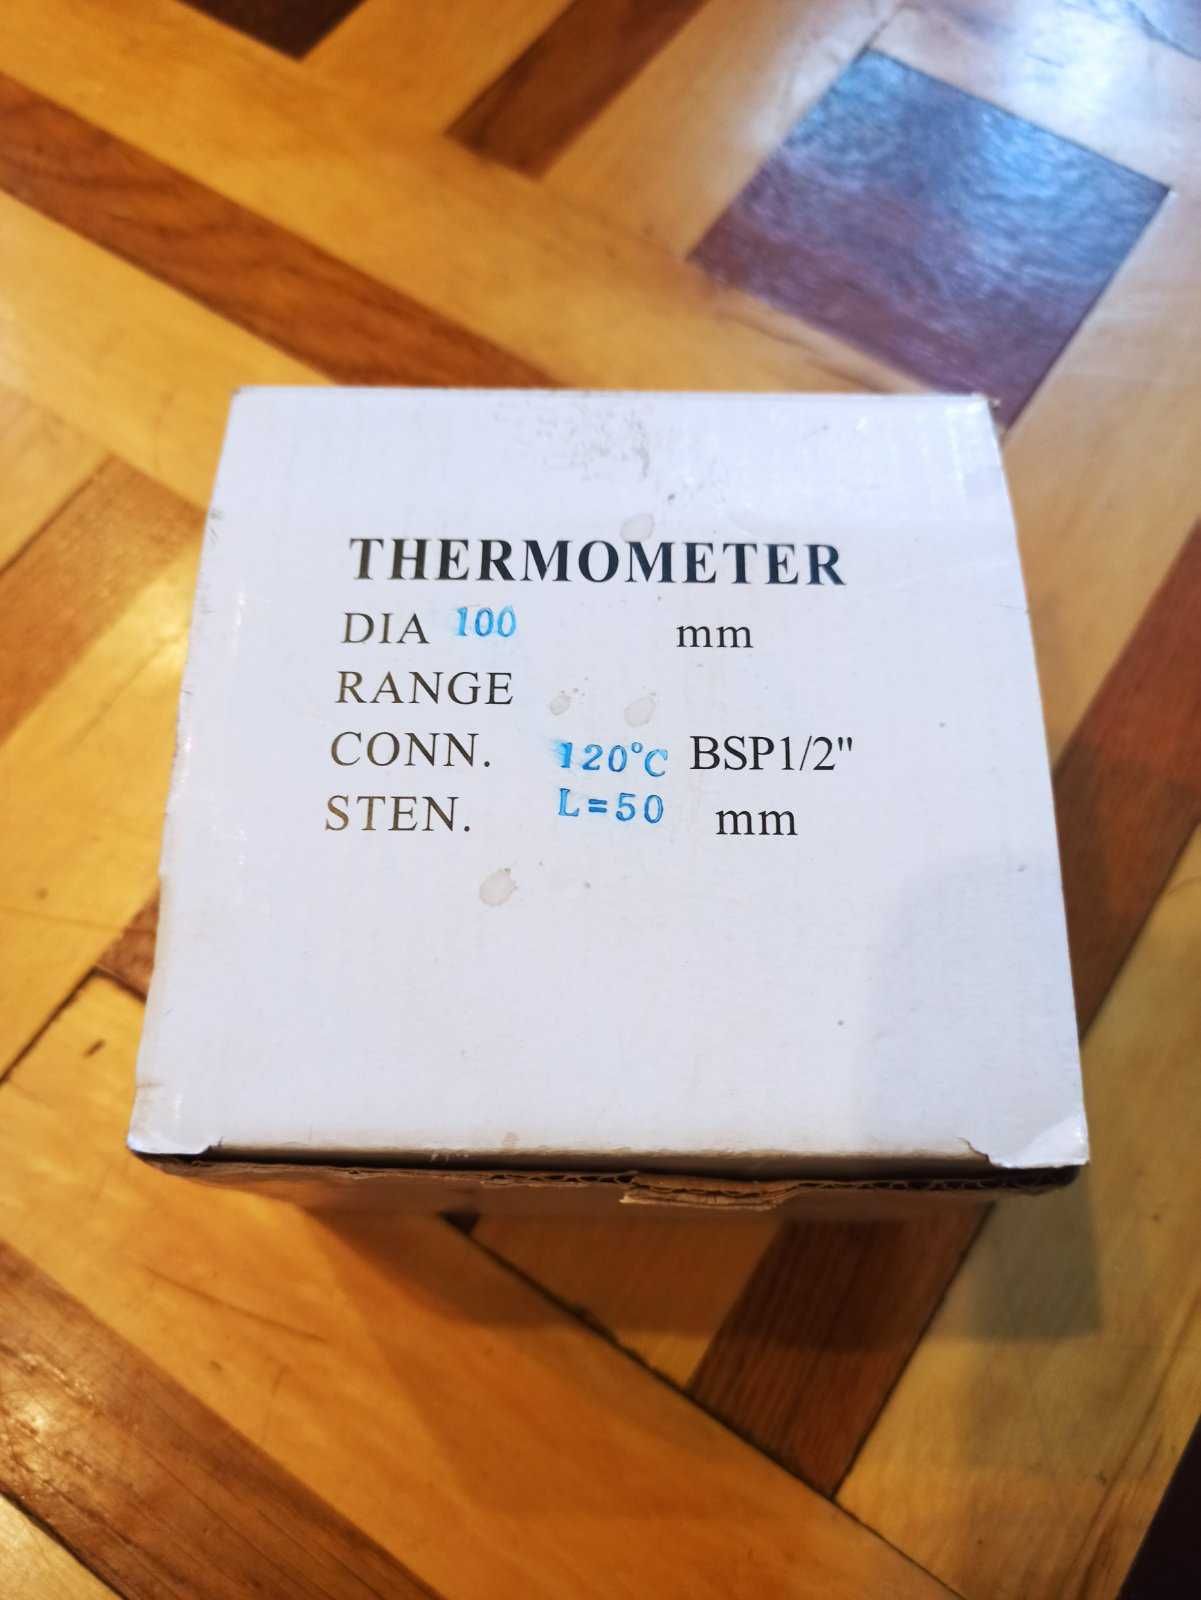 THERMOMETER
DIA 100 mm
RANGE
CONN. 120°C BSP1/2"
STEN. L=50 mm